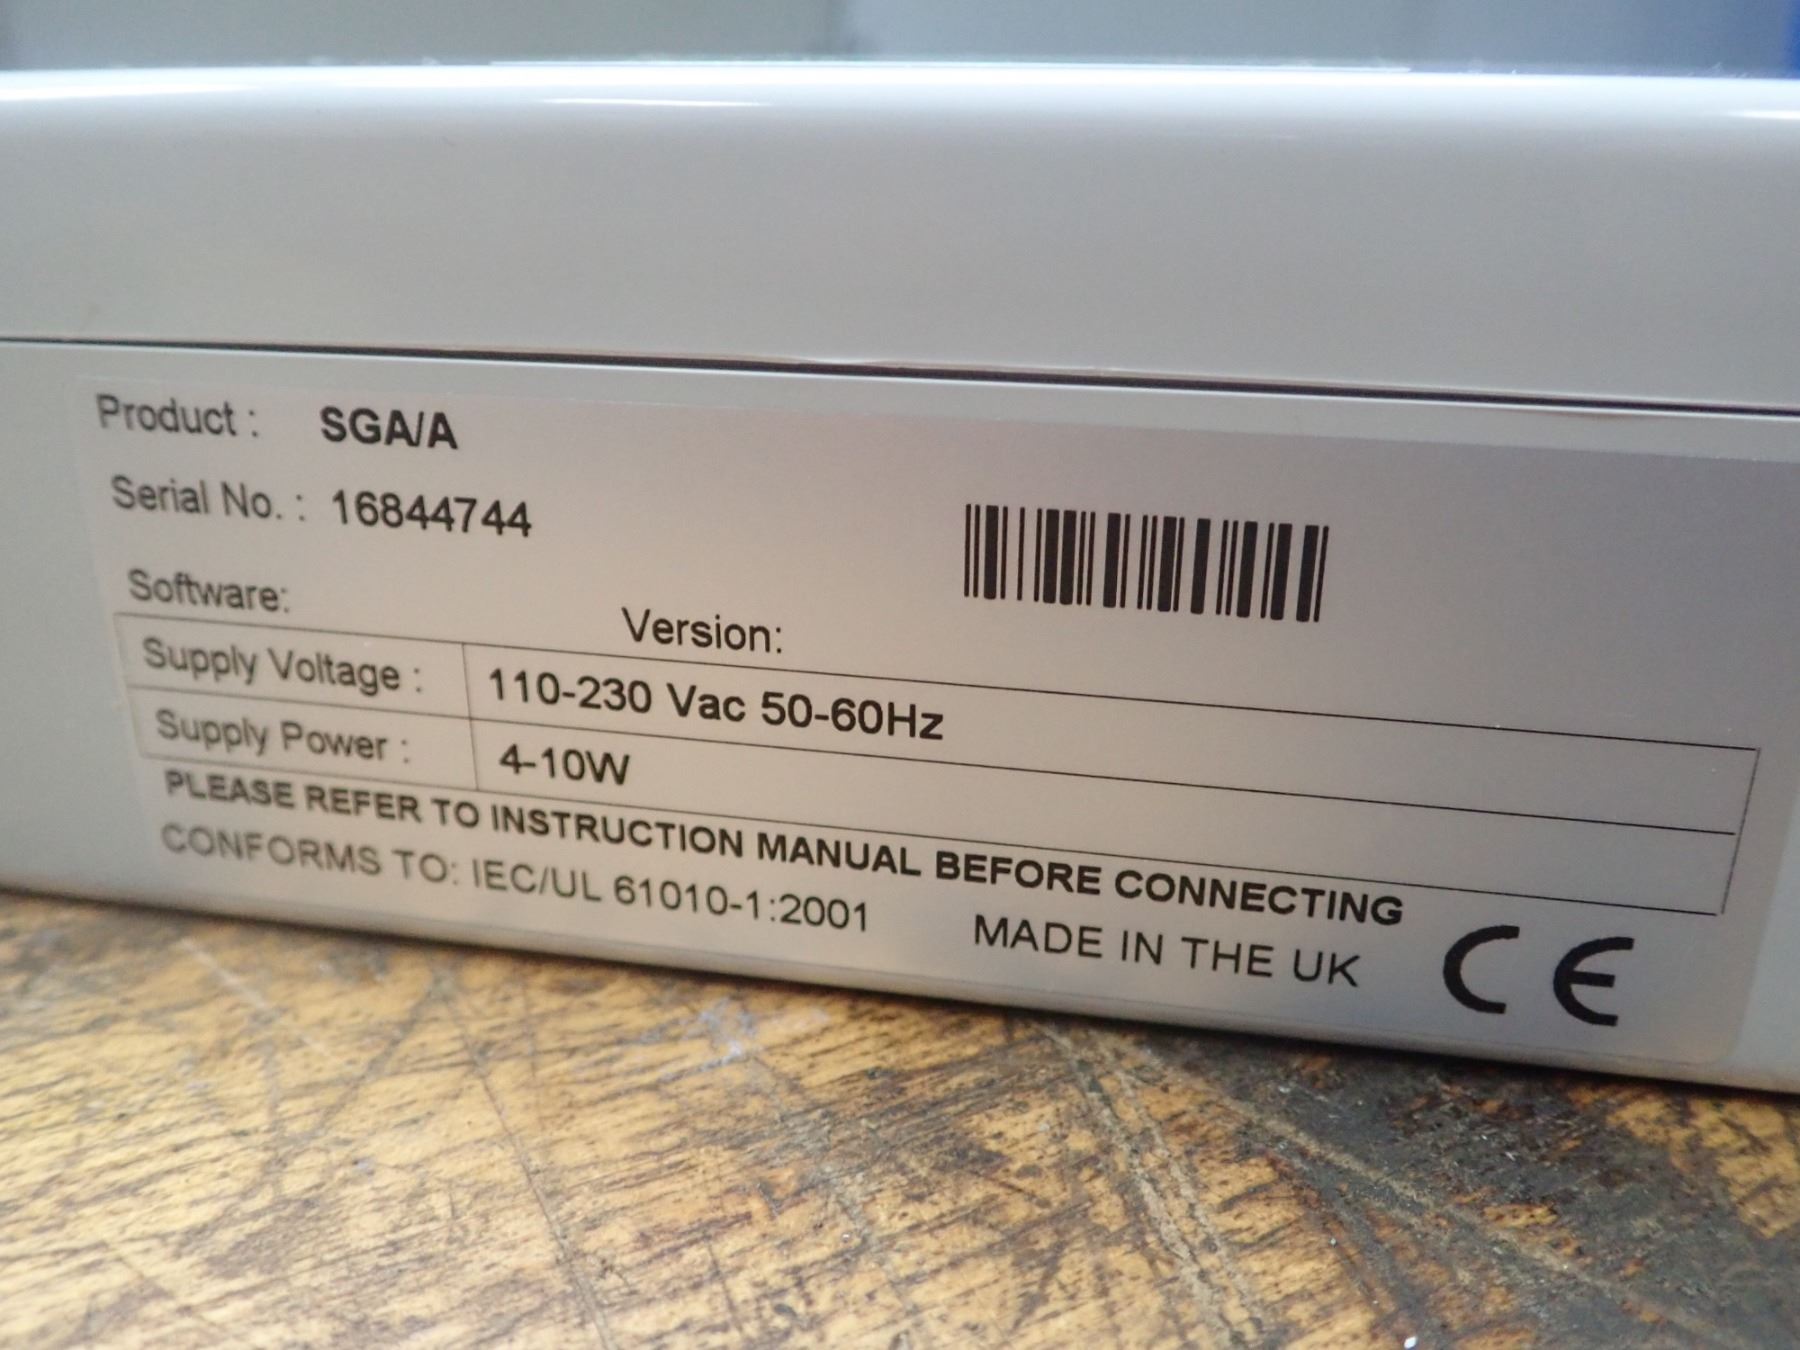 Product : SGA/A
Serial No. : 16844744
Software: Version:
Supply Voltage : 110-230 Vac 50-60Hz
Supply Power : 4-10W
PLEASE REFER TO INSTRUCTION MANUAL BEFORE CONNECTING
CONFORMS TO: IEC/UL 61010-1:2001 MADE IN THE UK CE